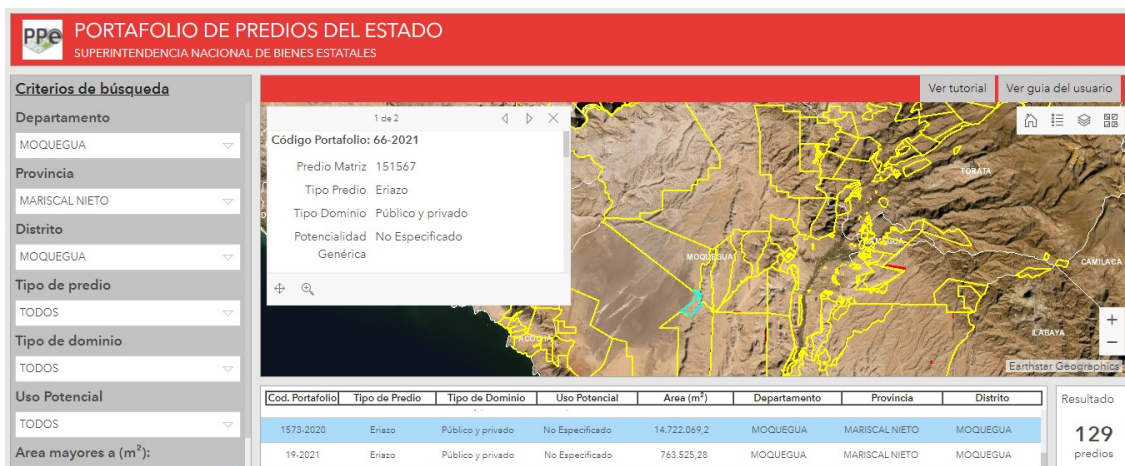 PPe
PORTAFOLIO DE PREDIOS DEL ESTADO
SUPERINTENDENCIA NACIONAL DE BIENES ESTATALES
Criterios de búsqueda
Departamento
MOQUEGUA
Provincia
MARISCAL NIETO
Distrito
MOQUEGUA
Tipo de predio
TODOS
Tipo de dominio
TODOS
Uso Potencial
TODOS
Area mayores a (m²):
Ver tutorial Ver guia del usuario
1 de 2
Código Portafolio: 66-2021
Predio Matriz 151567
Tipo Predio Eriazo
Tipo Dominio Público y privado
Potencialidad Genérica No Especificado
TORATA
MOQUEGUA
CAMILACA
ILABAYA
PACOCHA
+
−
Earthstar Geographics
Cod. Portafolio Tipo de Predio Tipo de Dominio Uso Potencial Area (m²) Departamento Provincia Distrito
1573-2020 Eriazo Público y privado No Especificado 14.722.069,2 MOQUEGUA MARISCAL NIETO MOQUEGUA
19-2021 Eriazo Público y privado No Especificado 763.525,28 MOQUEGUA MARISCAL NIETO MOQUEGUA
Resultado
129
predios